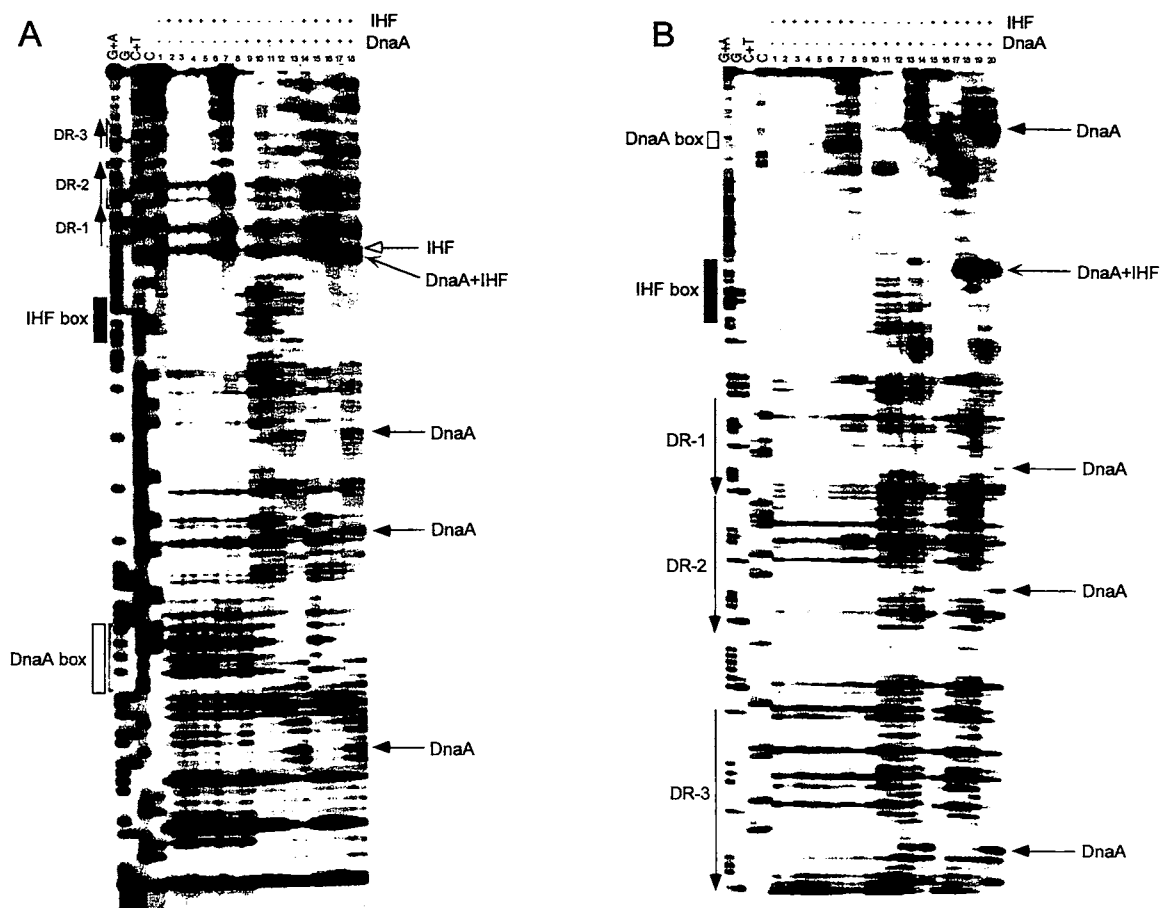 A
IHF
DnaA
G+A G C+T C 1 2 3 4 5 6 7 8 9 10 11 12 13 14 15 16 17 18
DR-3
DR-2
DR-1
IHF
DnaA+IHF
IHF box
DnaA
DnaA
DnaA box
DnaA
B
IHF
DnaA
G+A G C+T C 1 2 3 4 5 6 7 8 9 10 11 12 13 14 15 16 17 18 19 20
DnaA box
DnaA
IHF box
DnaA+IHF
DR-1
DnaA
DR-2
DnaA
DR-3
DnaA